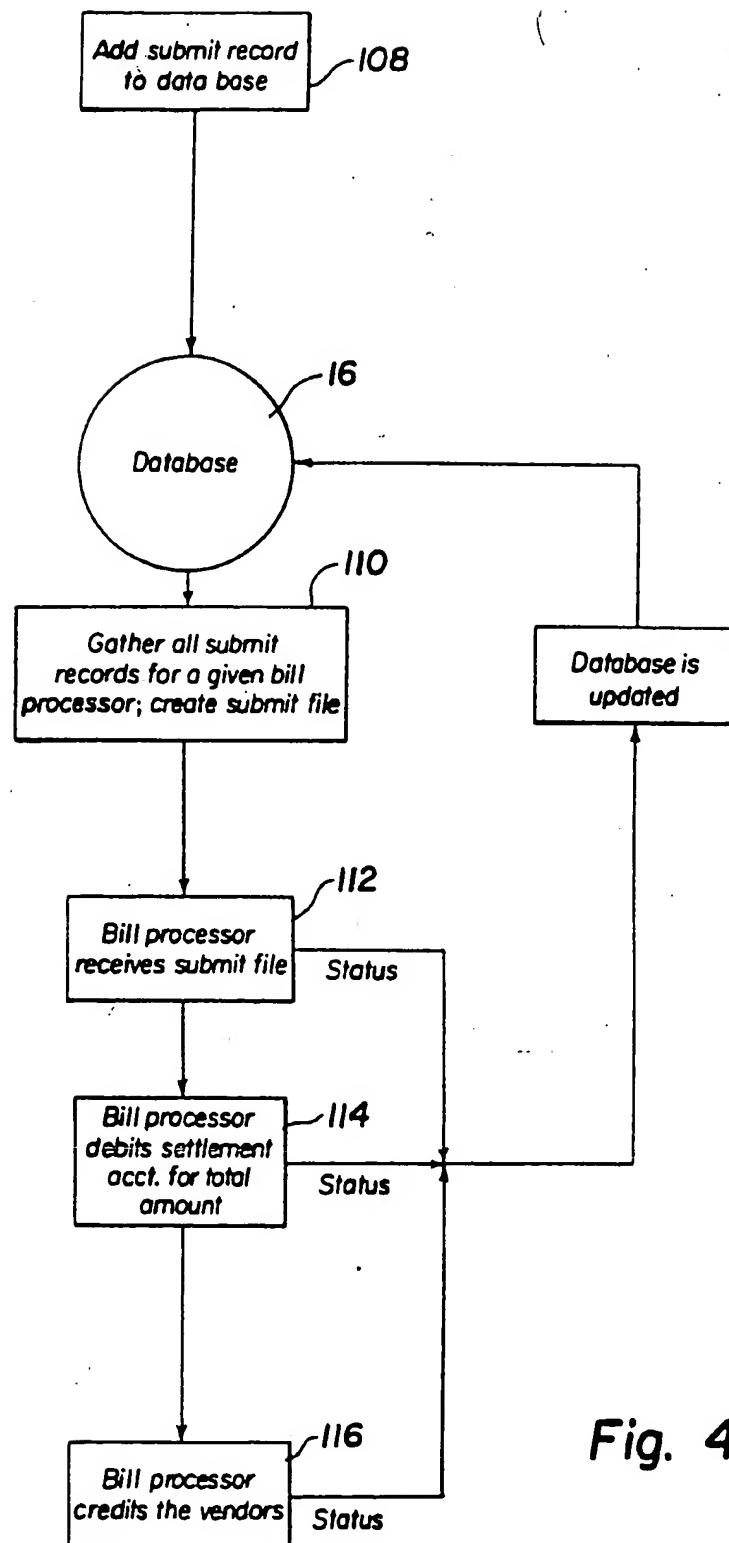 Add submit record
to data base
108
16
Database
110
Gather all submit
records for a given bill
processor; create submit file
Database is
updated
112
Bill processor
receives submit file
Status
Bill processor
debits settlement
acct. for total
amount
114
Status
116
Bill processor
credits the vendors
Status
Fig. 4